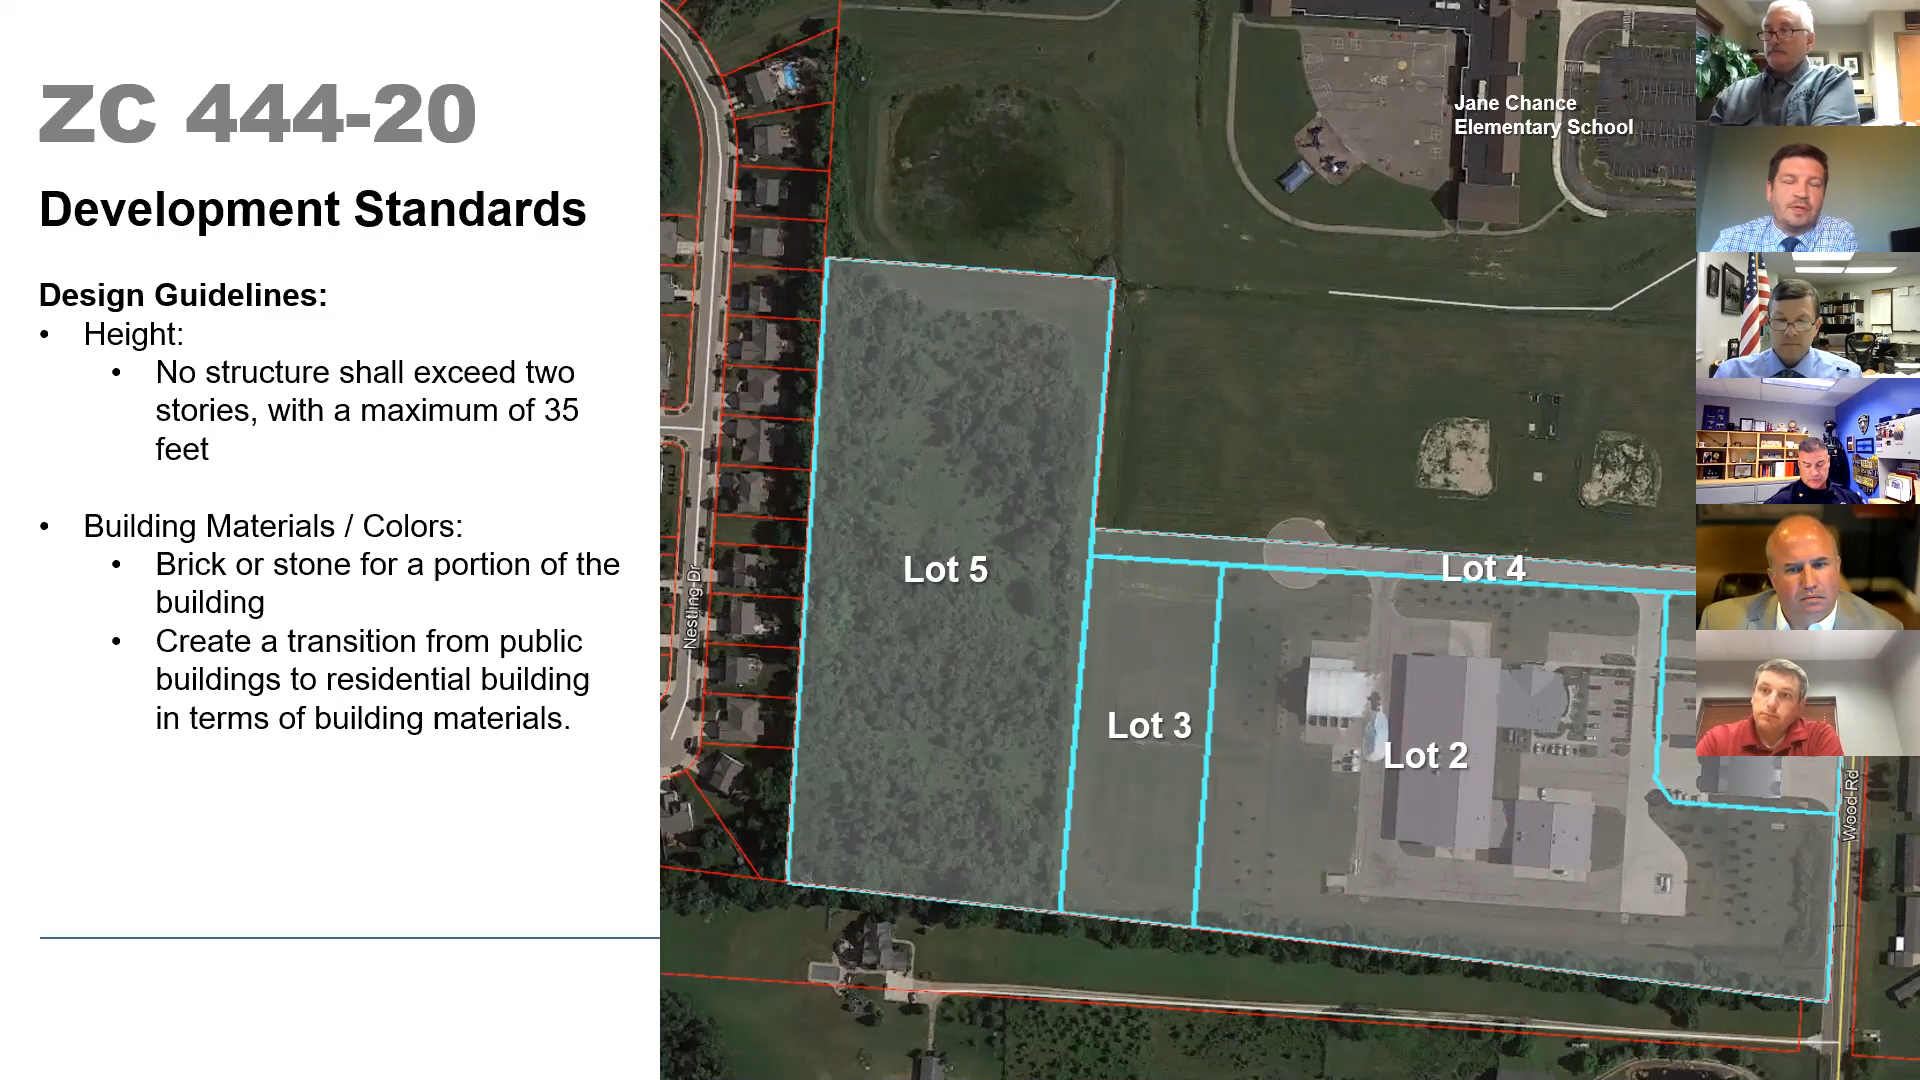 ZC 444-20
Development Standards
Design Guidelines:
• Height:
• No structure shall exceed two
stories, with a maximum of 35
feet
• Building Materials / Colors:
• Brick or stone for a portion of the
building
• Create a transition from public
buildings to residential building
in terms of building materials.
Jane Chance
Elementary School
Lot 5
Lot 4
Lot 3
Lot 2
Nestling Dr
Wood Rd